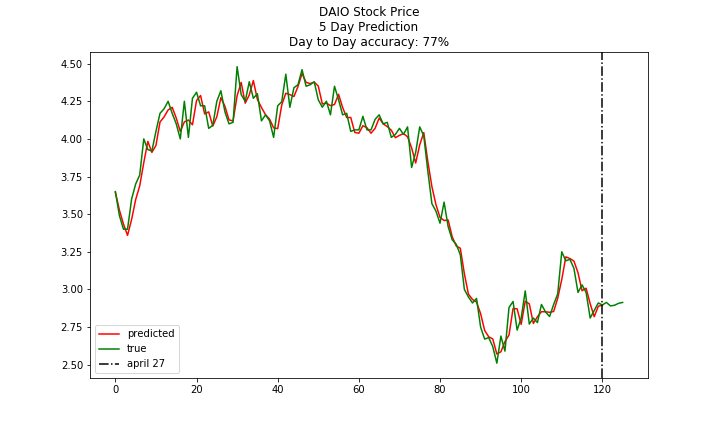 DAIO Stock Price
5 Day Prediction
Day to Day accuracy: 77%
4.50
4.25
4.00
3.75
3.50
3.25
3.00
2.75
2.50
predicted
true
april 27
0 20 40 60 80 100 120